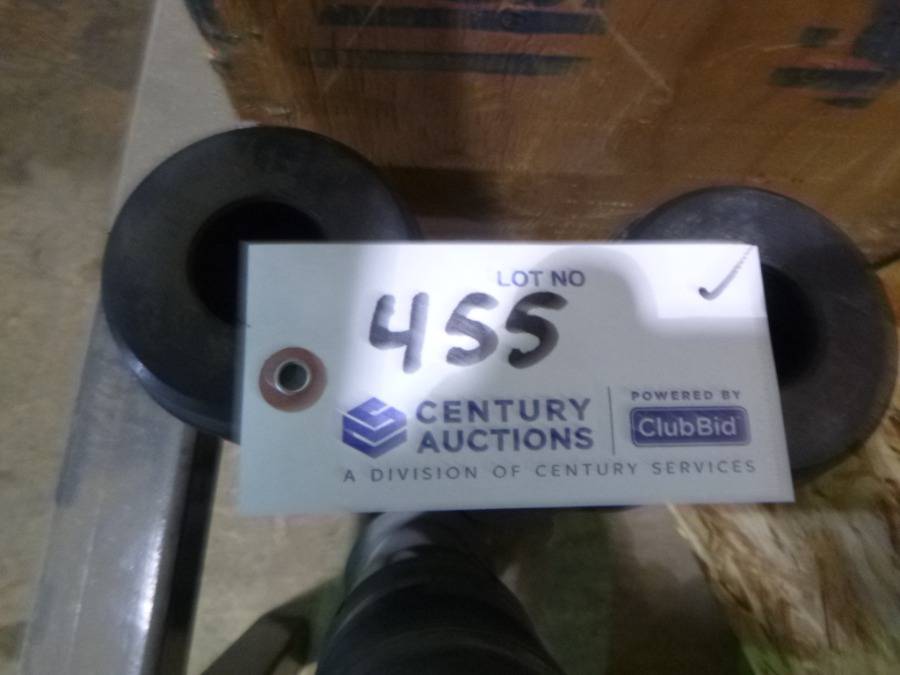 LOT NO
455
CENTURY
AUCTIONS
POWERED BY
ClubBid
A DIVISION OF CENTURY SERVICES